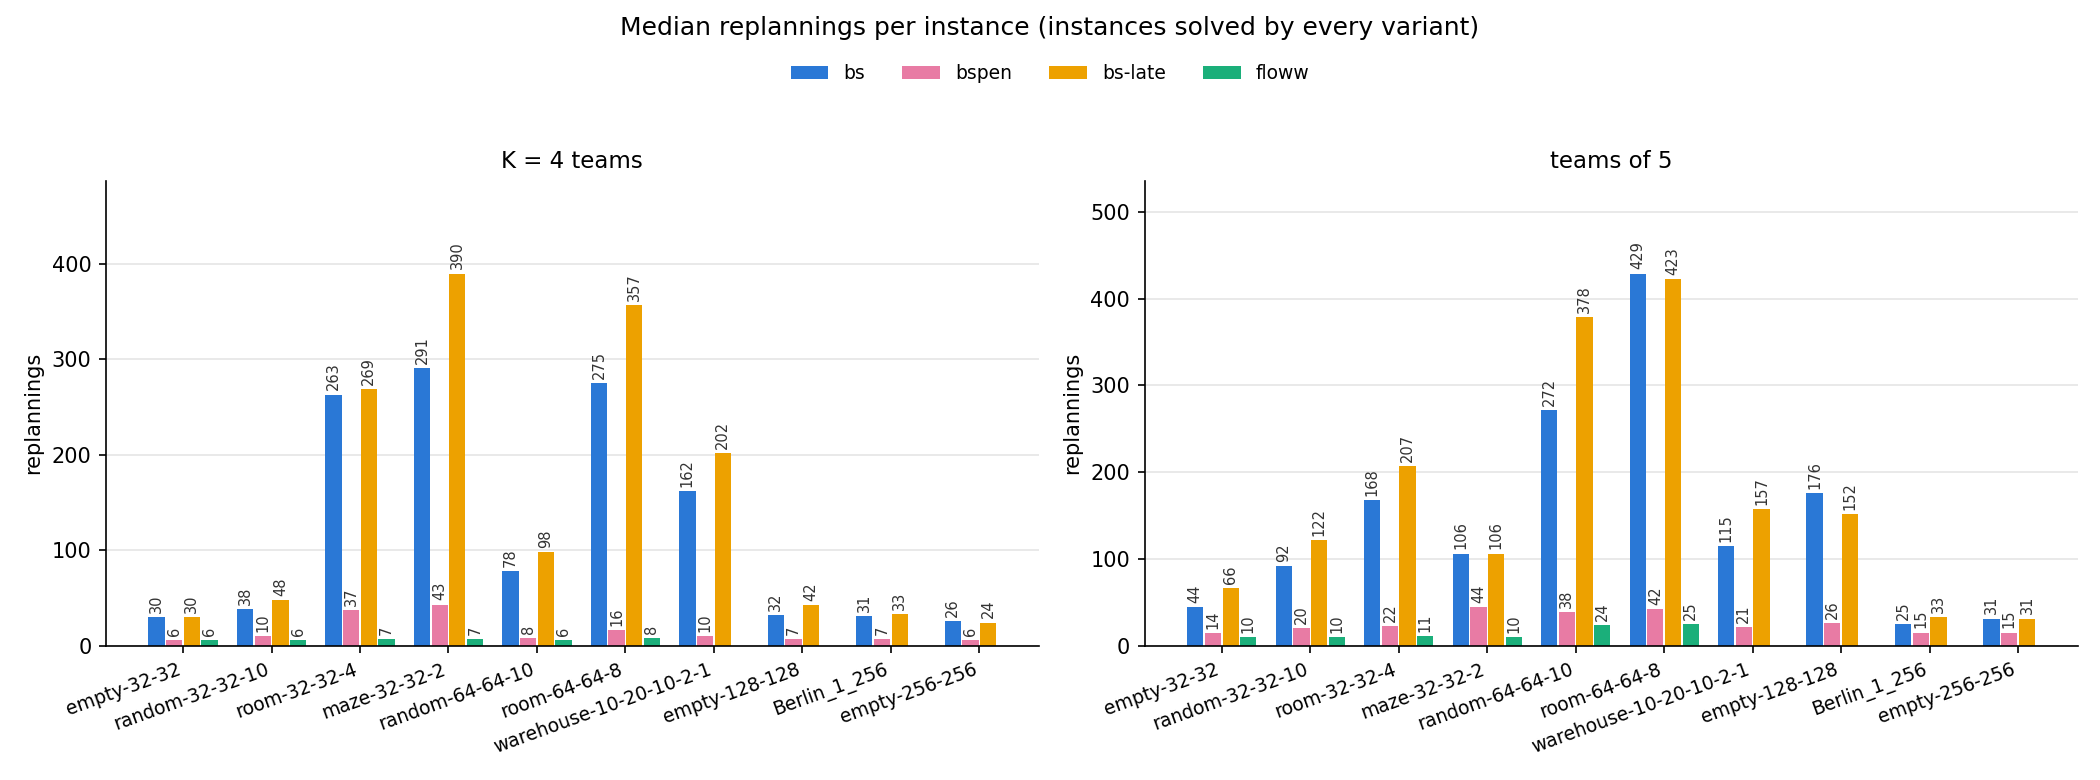 Median replannings per instance (instances solved by every variant)
bs bspen bs-late floww
K = 4 teams
replannings
400
300
200
100
0
30 6 30 6
38 10 48 6
263 37 269 7
291 43 390 7
78 8 98 6
275 16 357 8
162 10 202
32 7 42
31 7 33
26 6 24
empty-32-32
random-32-32-10
room-32-32-4
maze-32-32-2
random-64-64-10
room-64-64-8
warehouse-10-20-10-2-1
empty-128-128
Berlin_1_256
empty-256-256
teams of 5
replannings
500
400
300
200
100
0
44 14 66 10
92 20 122 10
168 22 207 11
106 44 106 10
272 38 378 24
429 42 423 25
115 21 157
176 26 152
25 15 33
31 15 31
empty-32-32
random-32-32-10
room-32-32-4
maze-32-32-2
random-64-64-10
room-64-64-8
warehouse-10-20-10-2-1
empty-128-128
Berlin_1_256
empty-256-256